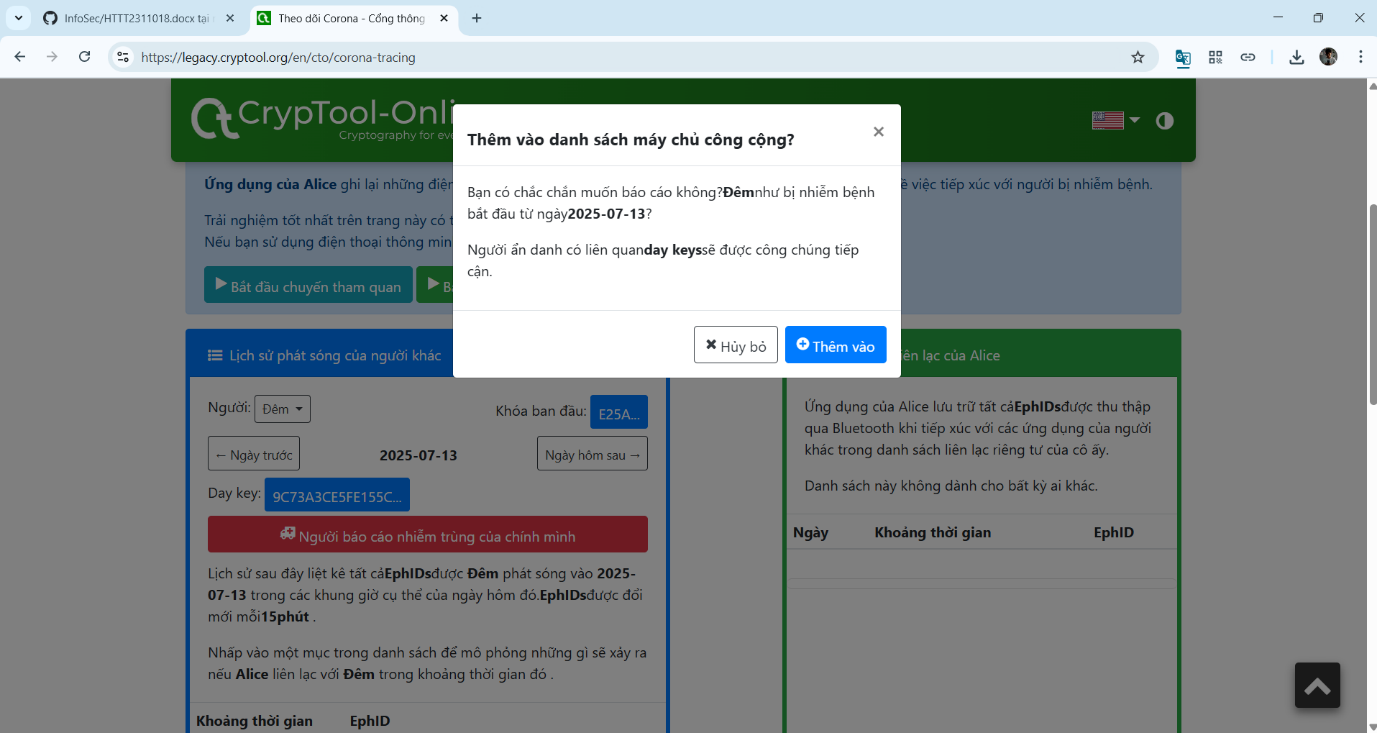 InfoSec/HTTT2311018.docx tại
Theo dõi Corona - Cổng thông
https://legacy.cryptool.org/en/cto/corona-tracing
CrypTool-Onli
Cryptography for eve
Thêm vào danh sách máy chủ công cộng?
Ứng dụng của Alice ghi lại những điện
ề việc tiếp xúc với người bị nhiễm bệnh.
Bạn có chắc chắn muốn báo cáo không?Đêmnhư bị nhiễm bệnh
bắt đầu từ ngày2025-07-13?
Trải nghiệm tốt nhất trên trang này có t
Nếu bạn sử dụng điện thoại thông min
Người ẩn danh có liên quanday keyssẽ được công chúng tiếp
cận.
Bắt đầu chuyến tham quan
Hủy bỏ
Thêm vào
Lịch sử phát sóng của người khác
iên lạc của Alice
Người: Đêm
Khóa ban đầu: E25A...
← Ngày trước
2025-07-13
Ngày hôm sau →
Day key: 9C73A3CE5FE155C...
Người báo cáo nhiễm trùng của chính mình
Lịch sử sau đây liệt kê tất cảEphIDsđược Đêm phát sóng vào 2025-
07-13 trong các khung giờ cụ thể của ngày hôm đó.EphIDsđược đổi
mới mỗi15phút .
Nhấp vào một mục trong danh sách để mô phỏng những gì sẽ xảy ra
nếu Alice liên lạc với Đêm trong khoảng thời gian đó .
Khoảng thời gian
EphID
Ứng dụng của Alice lưu trữ tất cảEphIDsđược thu thập
qua Bluetooth khi tiếp xúc với các ứng dụng của người
khác trong danh sách liên lạc riêng tư của cô ấy.
Danh sách này không dành cho bất kỳ ai khác.
Ngày
Khoảng thời gian
EphID